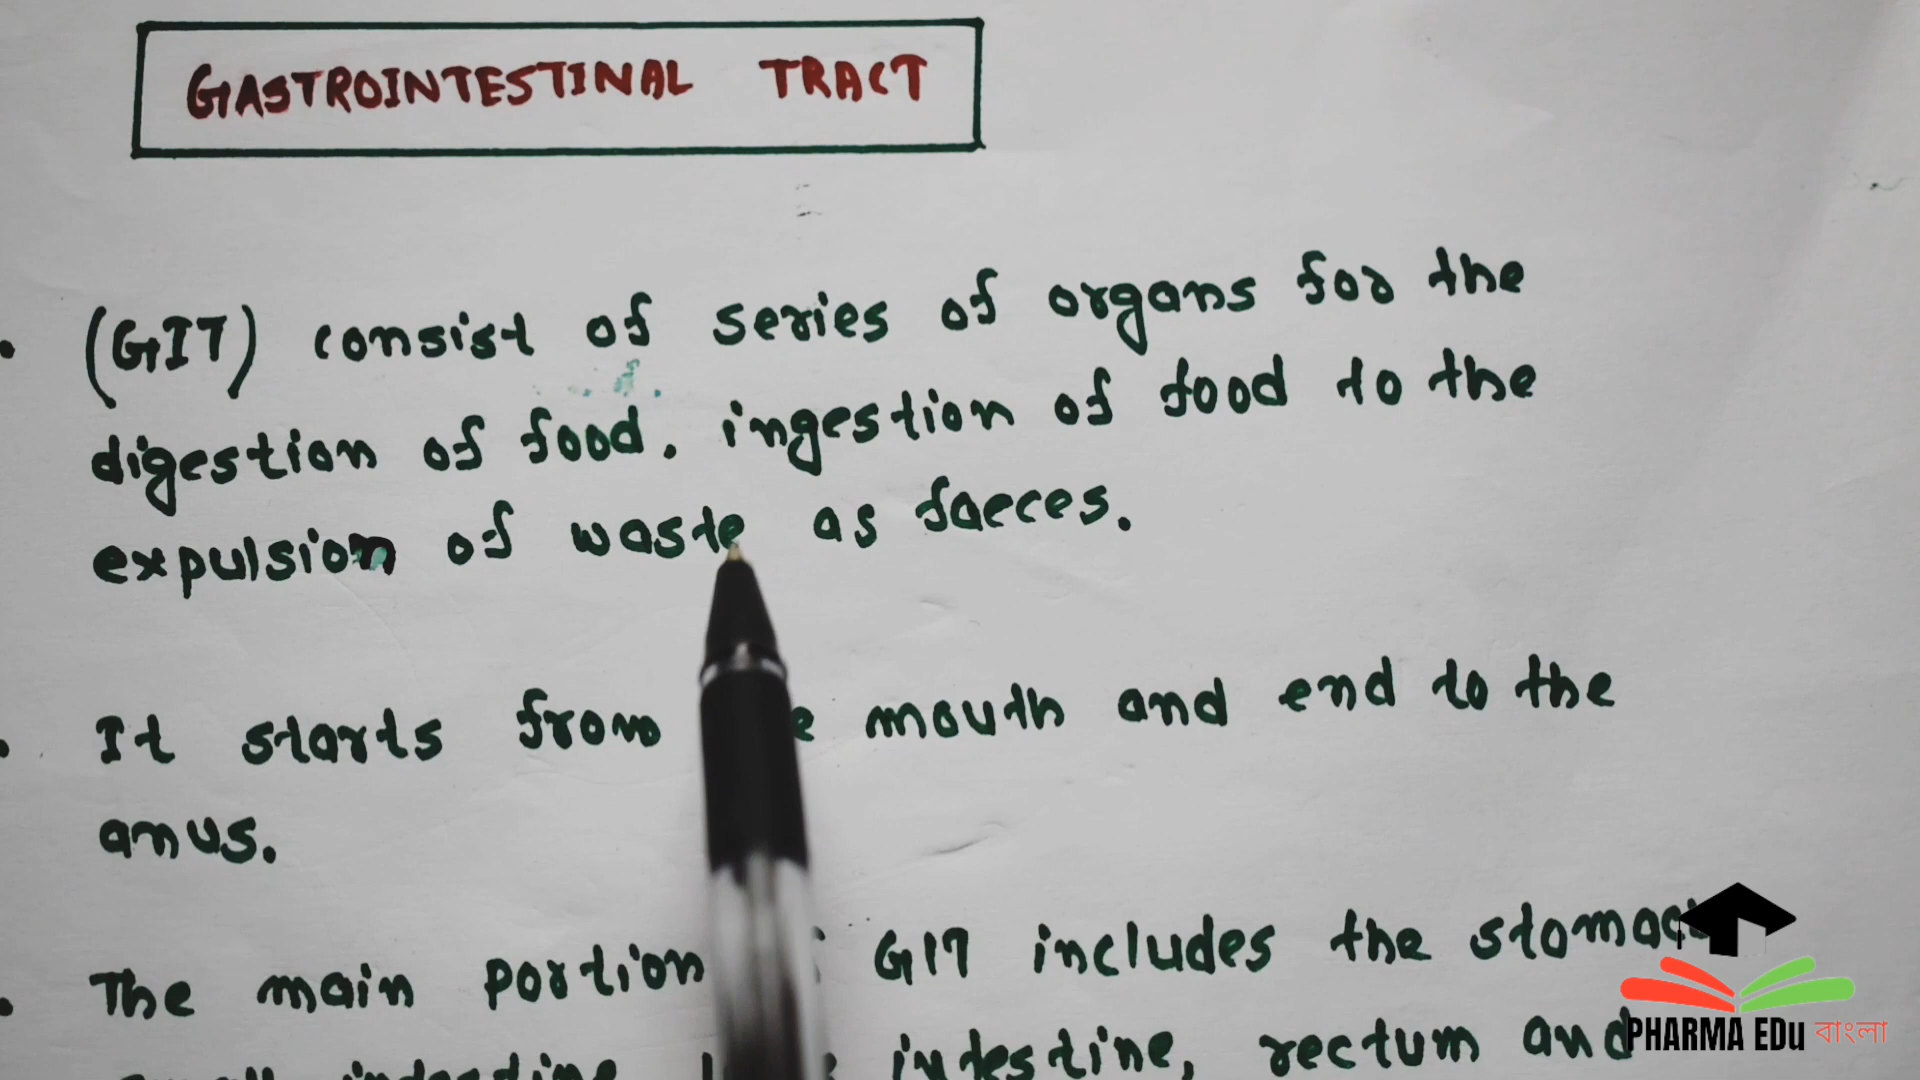 GASTROINTESTINAL TRACT
• (GIT) consist of series of organs for the
digestion of food. ingestion of food to the
expulsion of waste as faeces.
• It starts from mouth and end to the
anus.
• The main portion GIT includes the
intestine, rectum and
PHARMA EDu বাংলা